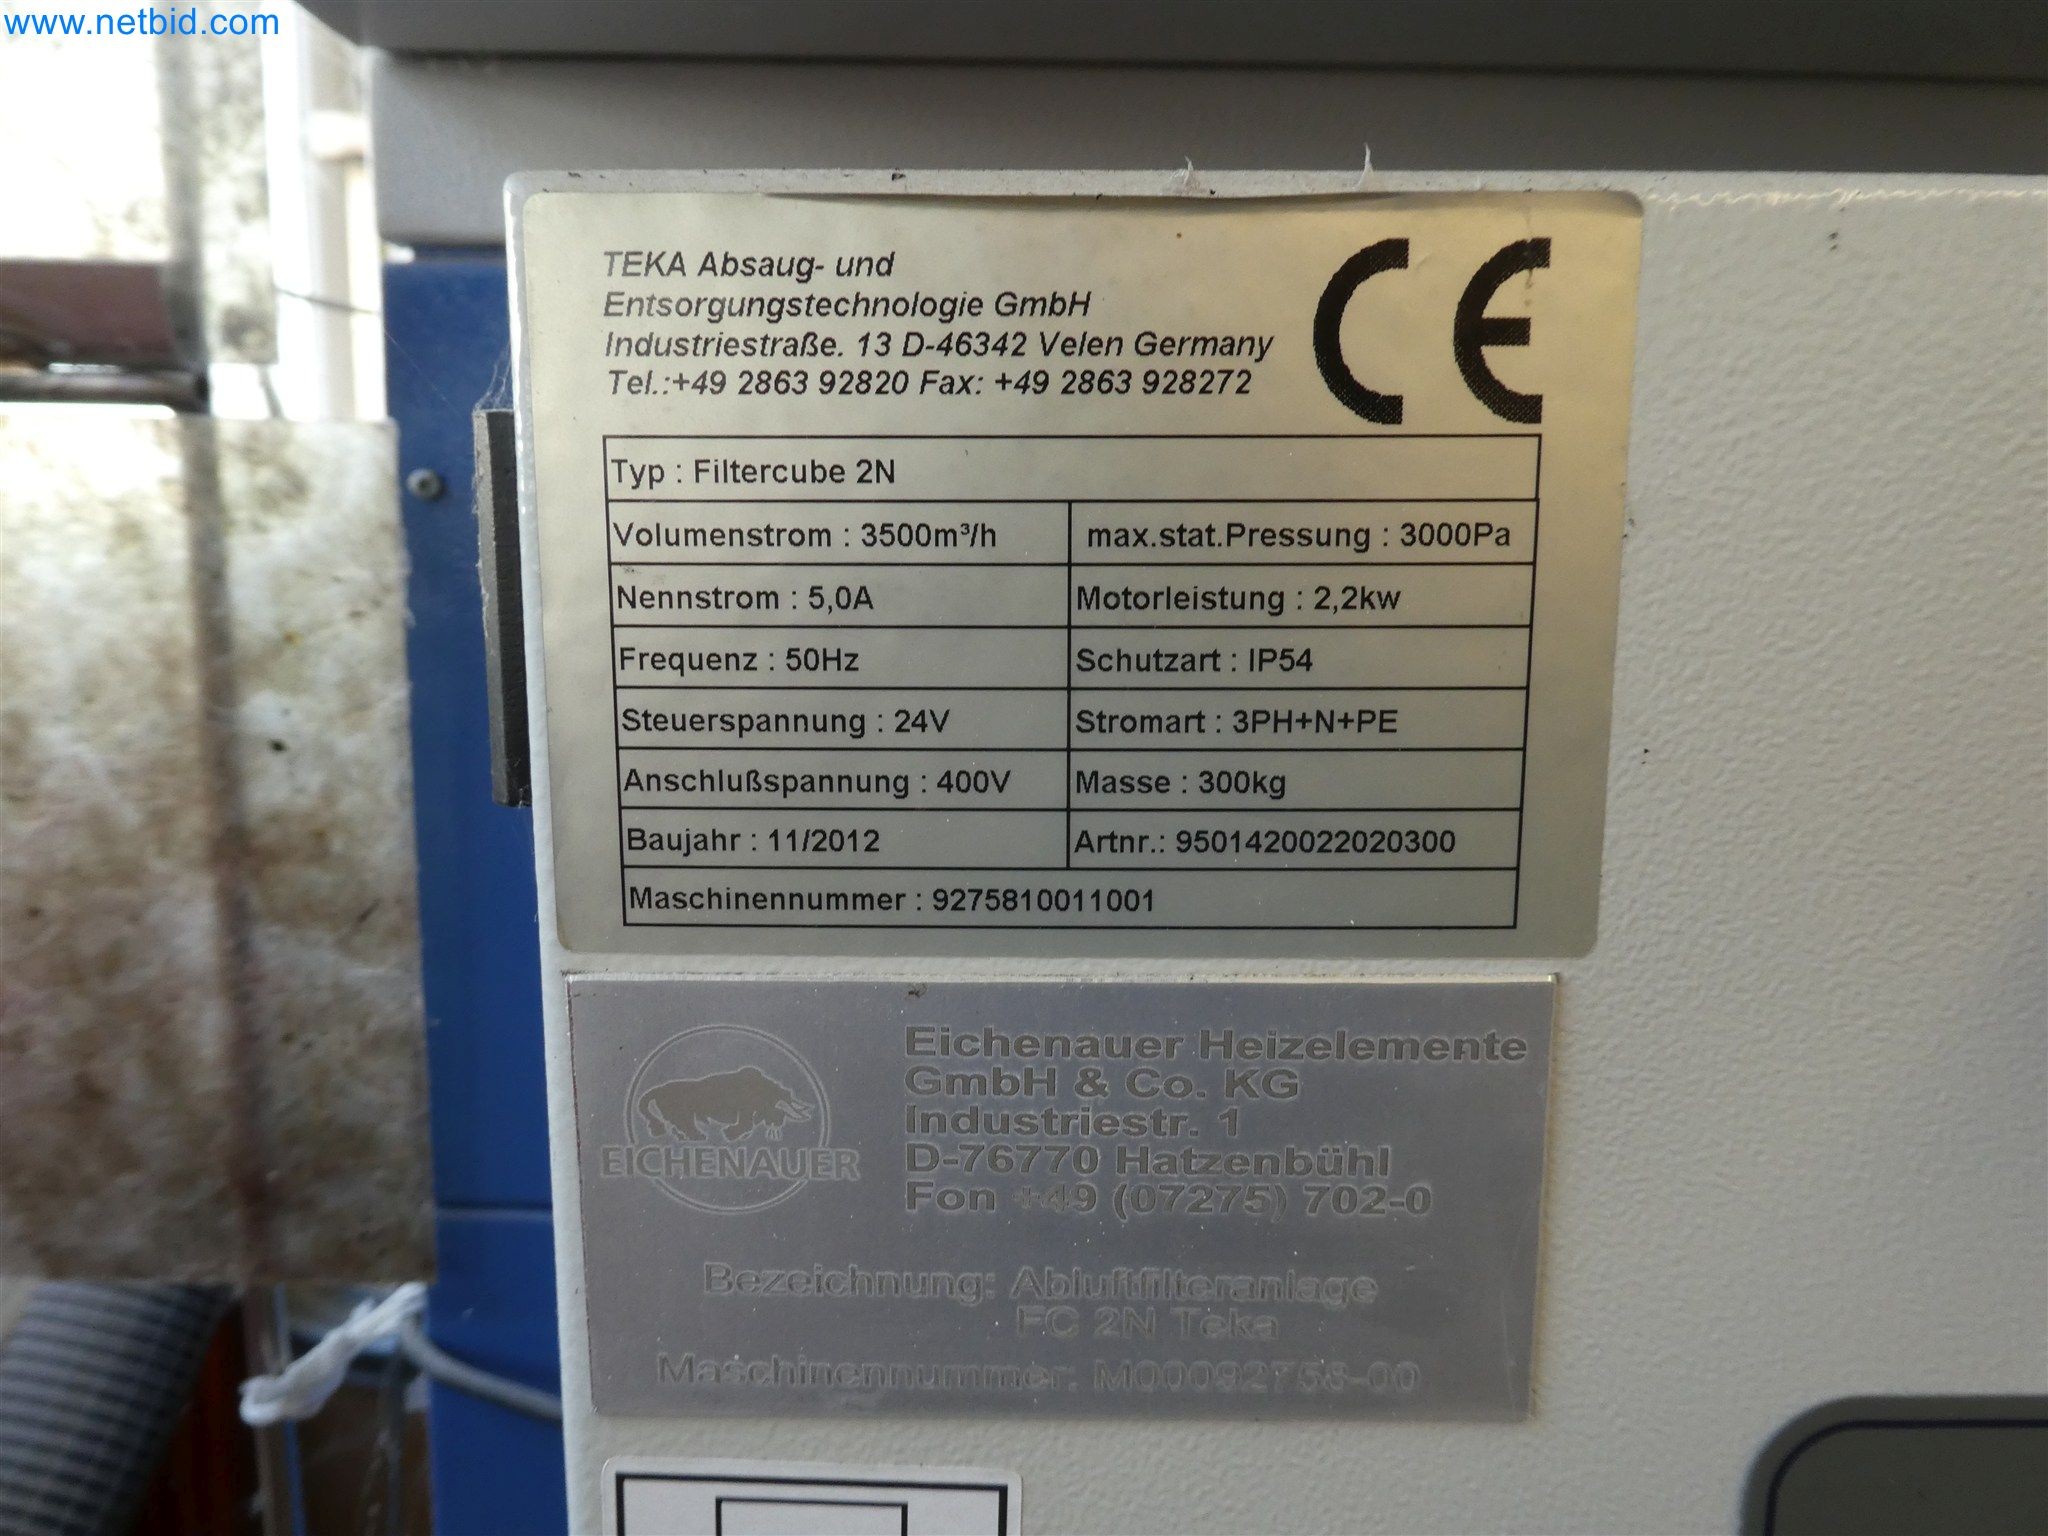 www.netbid.com
TEKA Absaug- und
Entsorgungstechnologie GmbH
Industriestraße. 13 D-46342 Velen Germany
Tel.:+49 2863 92820 Fax: +49 2863 928272
CE
Typ : Filtercube 2N
Volumenstrom : 3500m³/h max.stat.Pressung : 3000Pa
Nennstrom : 5,0A Motorleistung : 2,2kw
Frequenz : 50Hz Schutzart : IP54
Steuerspannung : 24V Stromart : 3PH+N+PE
Anschlußspannung : 400V Masse : 300kg
Baujahr : 11/2012 Artnr.: 9501420022020300
Maschinennummer : 9275810011001
EICHENAUER
Eichenauer Heizelemente
GmbH & Co. KG
Industriestr. 1
D-76770 Hatzenbühl
Fon +49 (07275) 702-0
Bezeichnung: Abluftfilteranlage
FC 2N Teka
Maschinennummer: M00092758-00